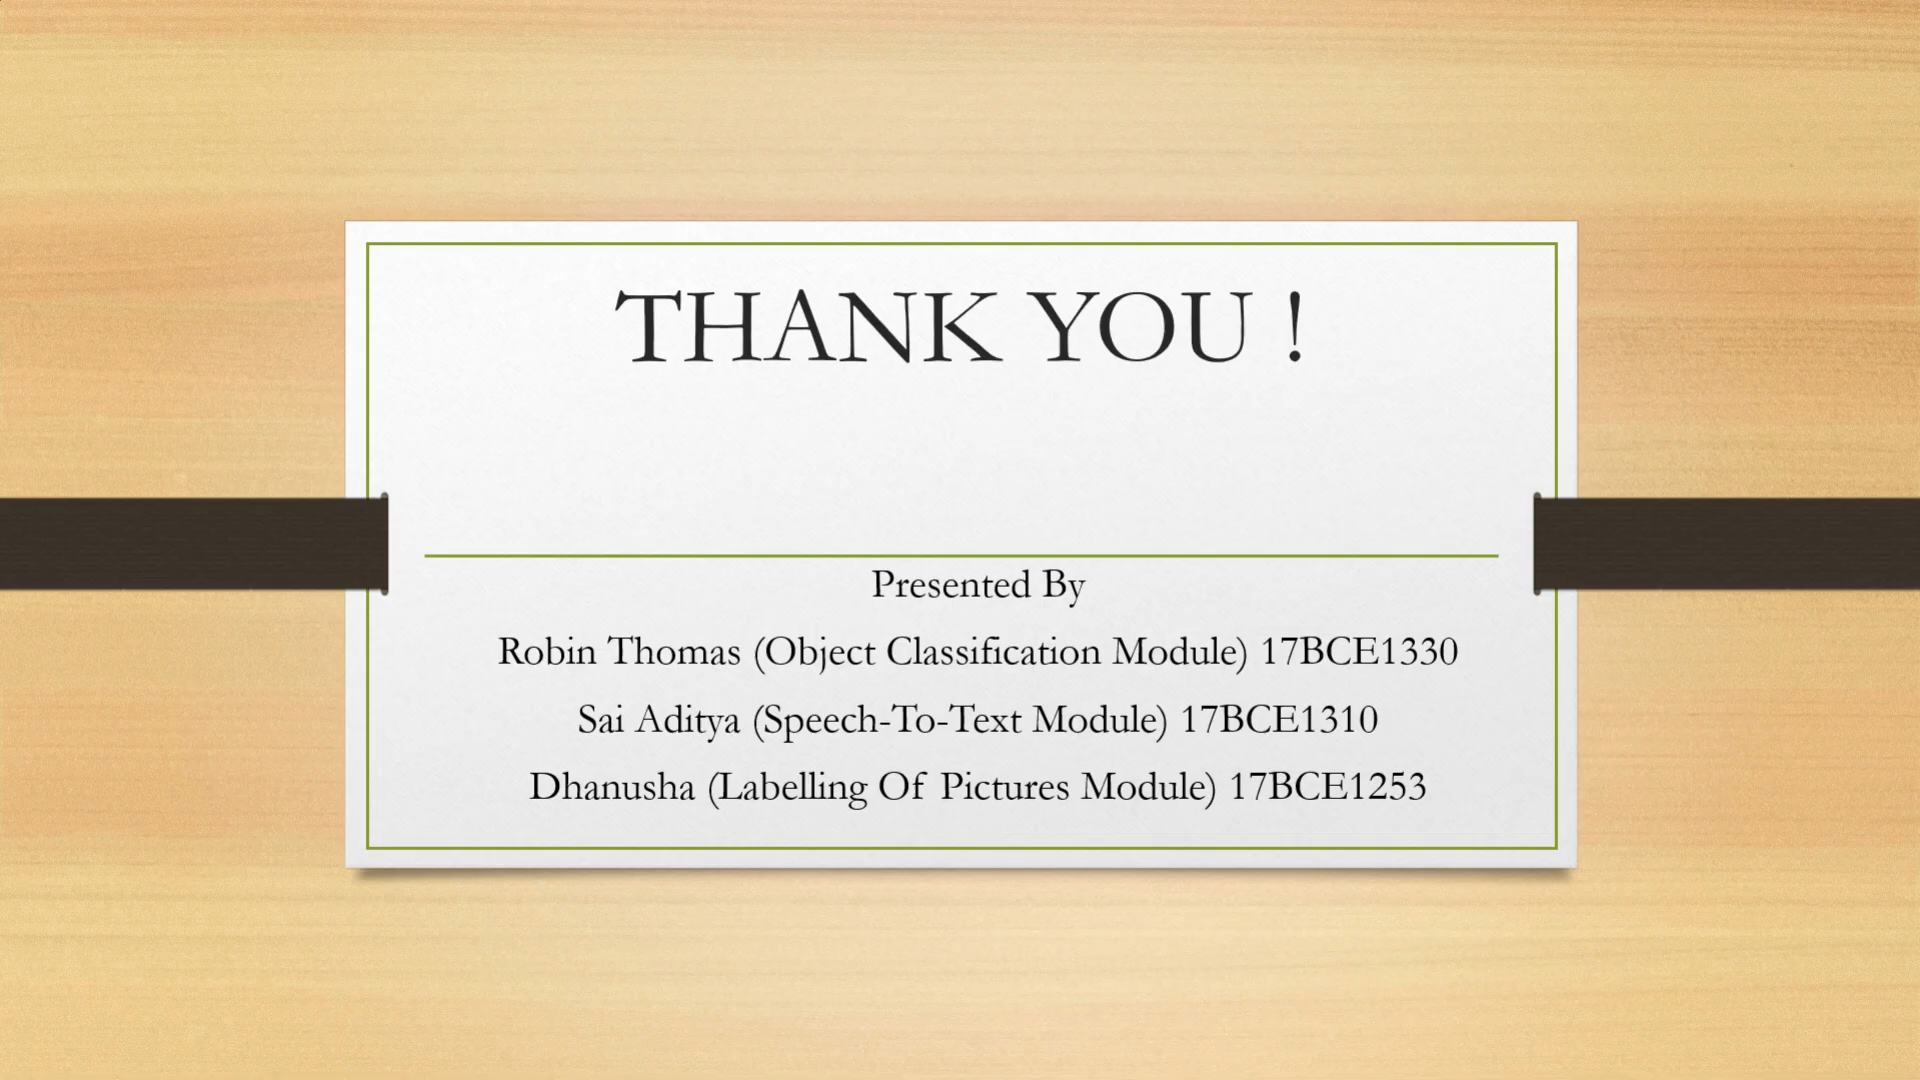 THANK YOU !
Presented By
Robin Thomas (Object Classification Module) 17BCE1330
Sai Aditya (Speech-To-Text Module) 17BCE1310
Dhanusha (Labelling Of Pictures Module) 17BCE1253